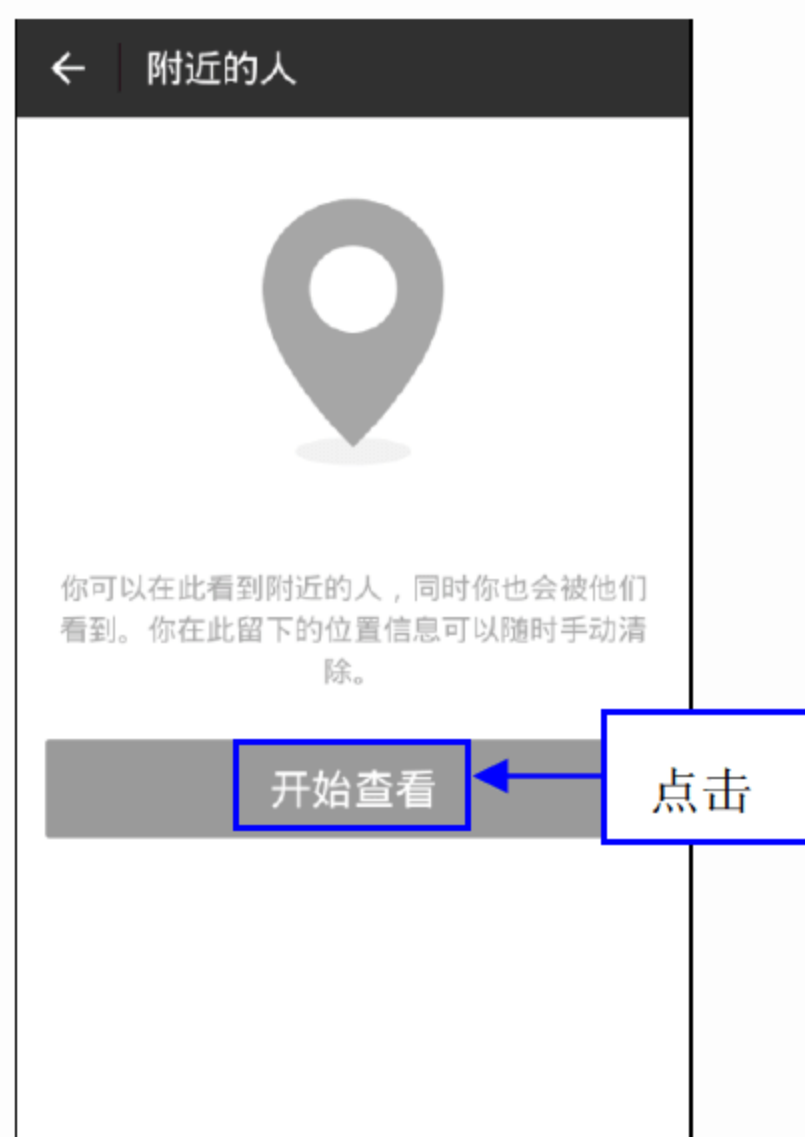 附近的人
你可以在此看到附近的人，同时你也会被他们
看到。你在此留下的位置信息可以随时手动清
除。
开始查看
点击